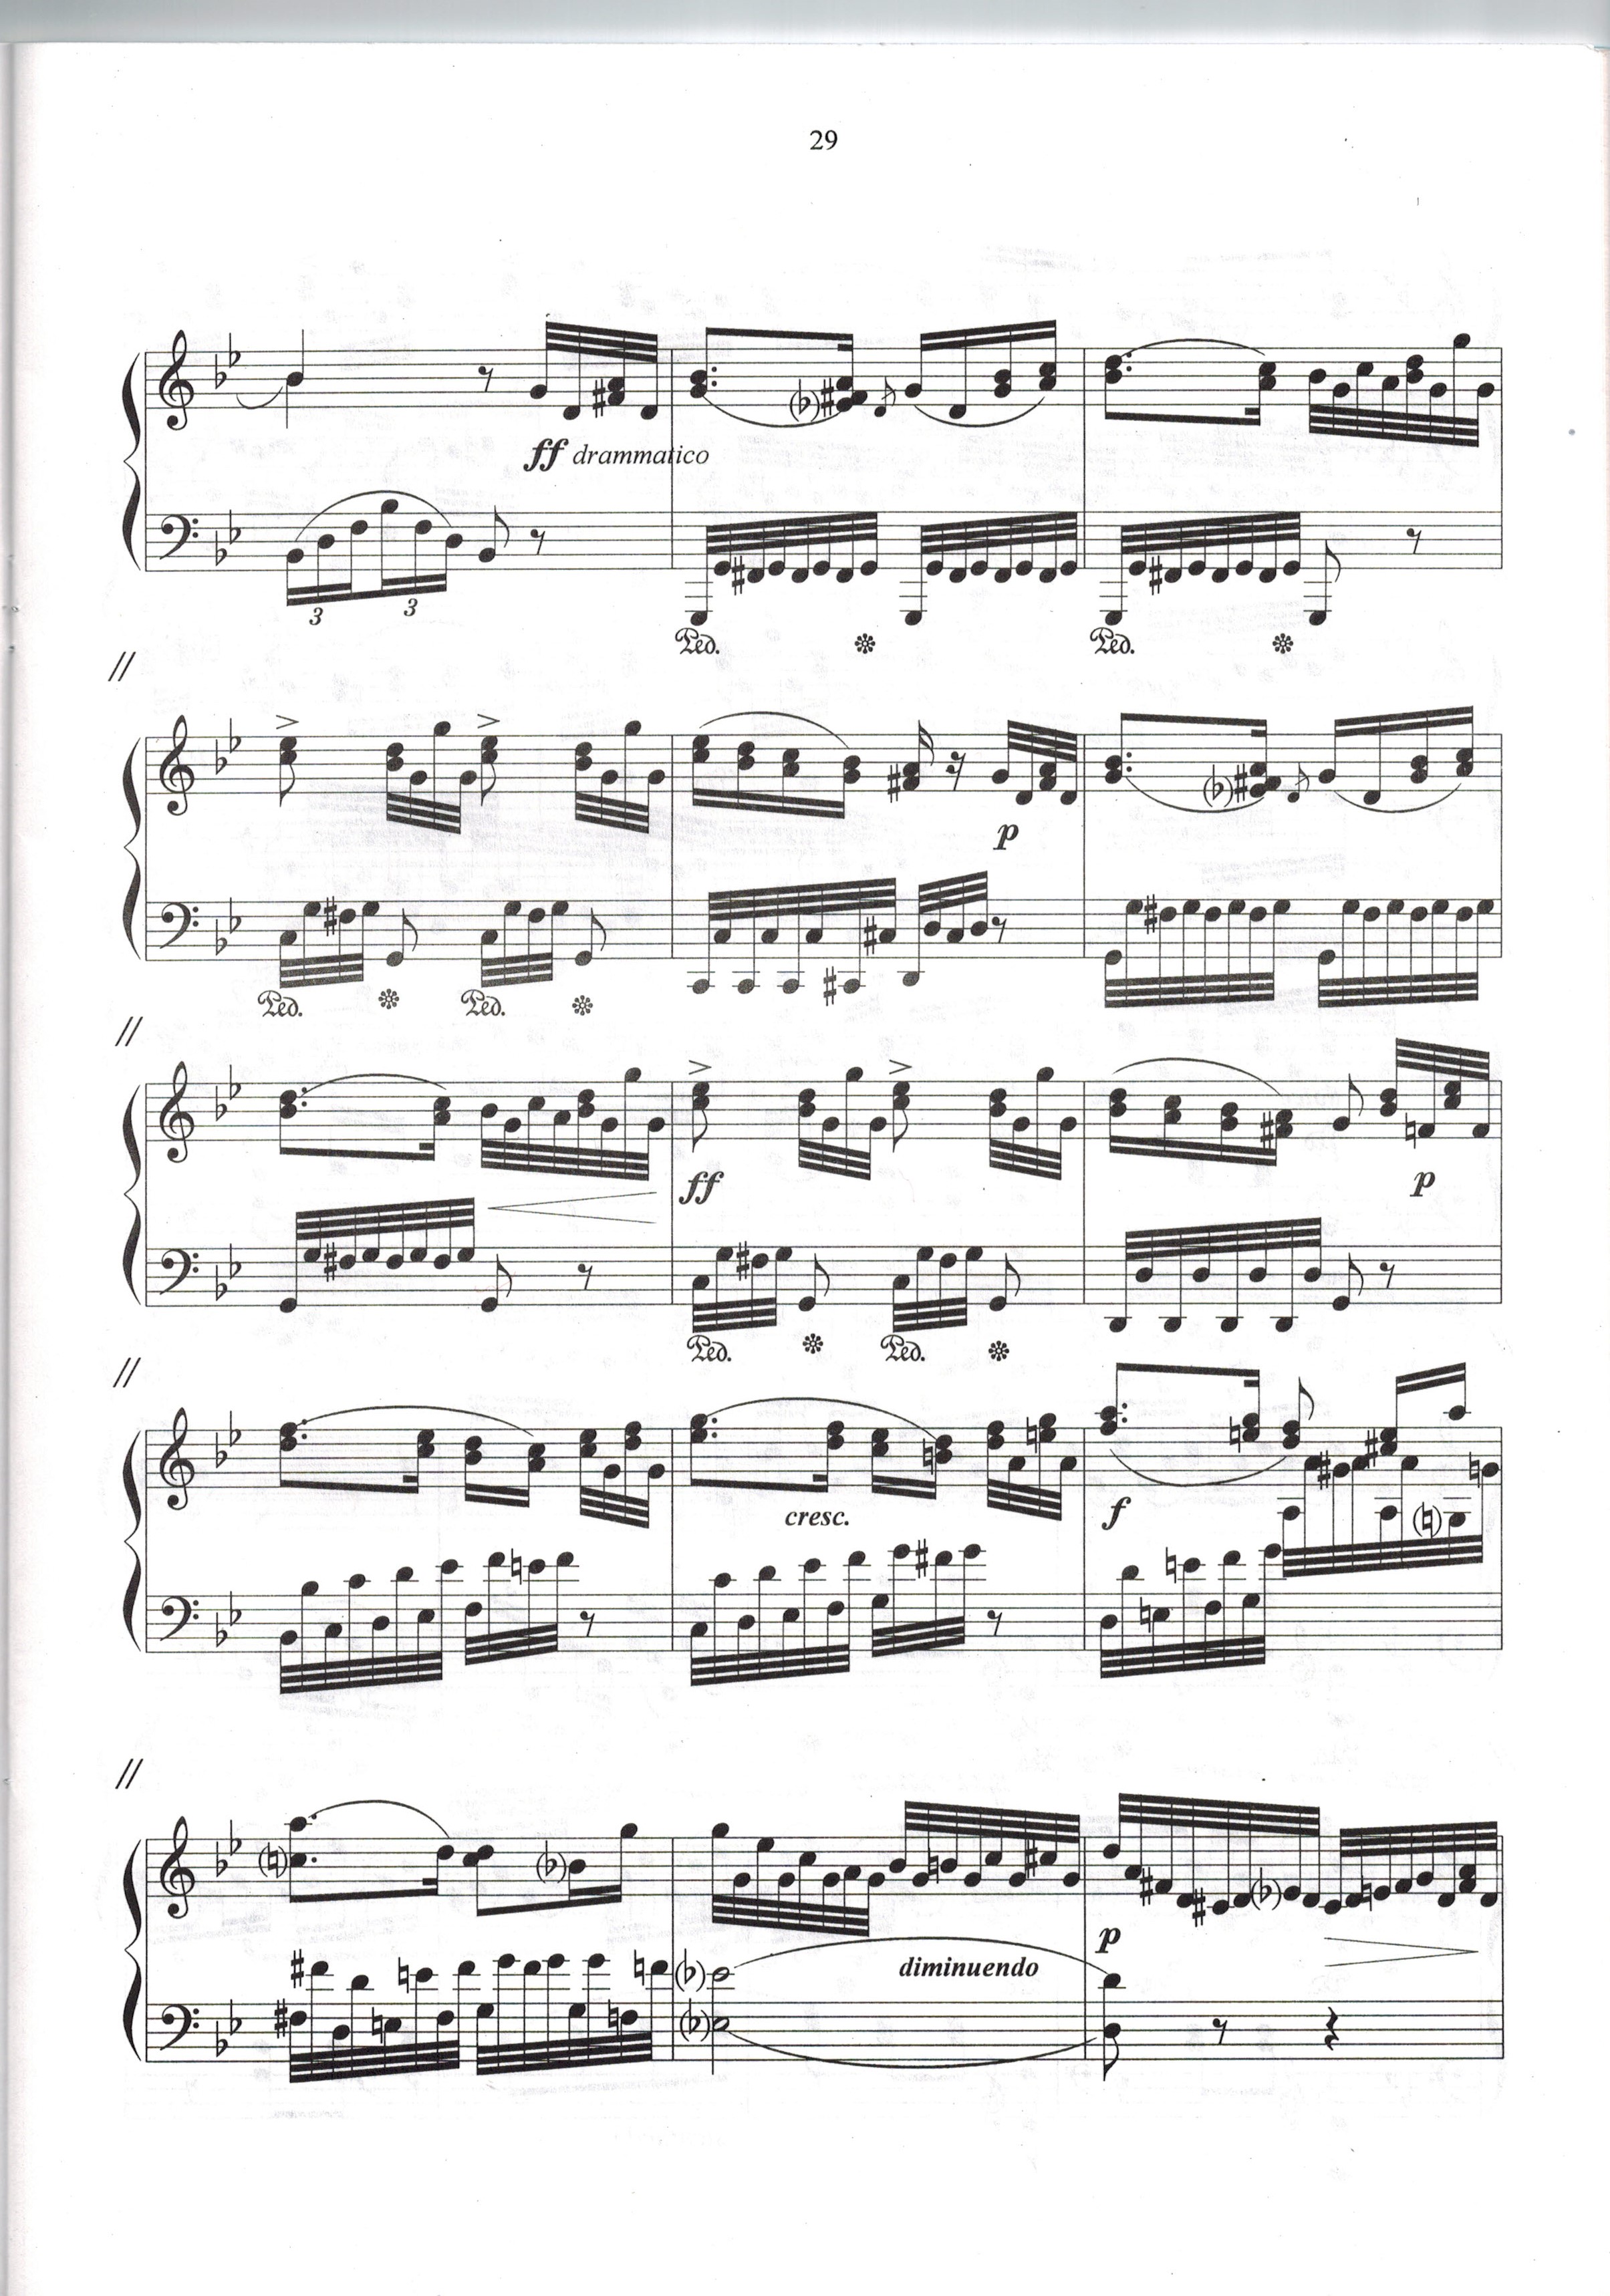 29
ff drammatico
3 3
Ped. Ped.
p
Ped. Ped.
ff p
Ped. Ped.
cresc. f
diminuendo p